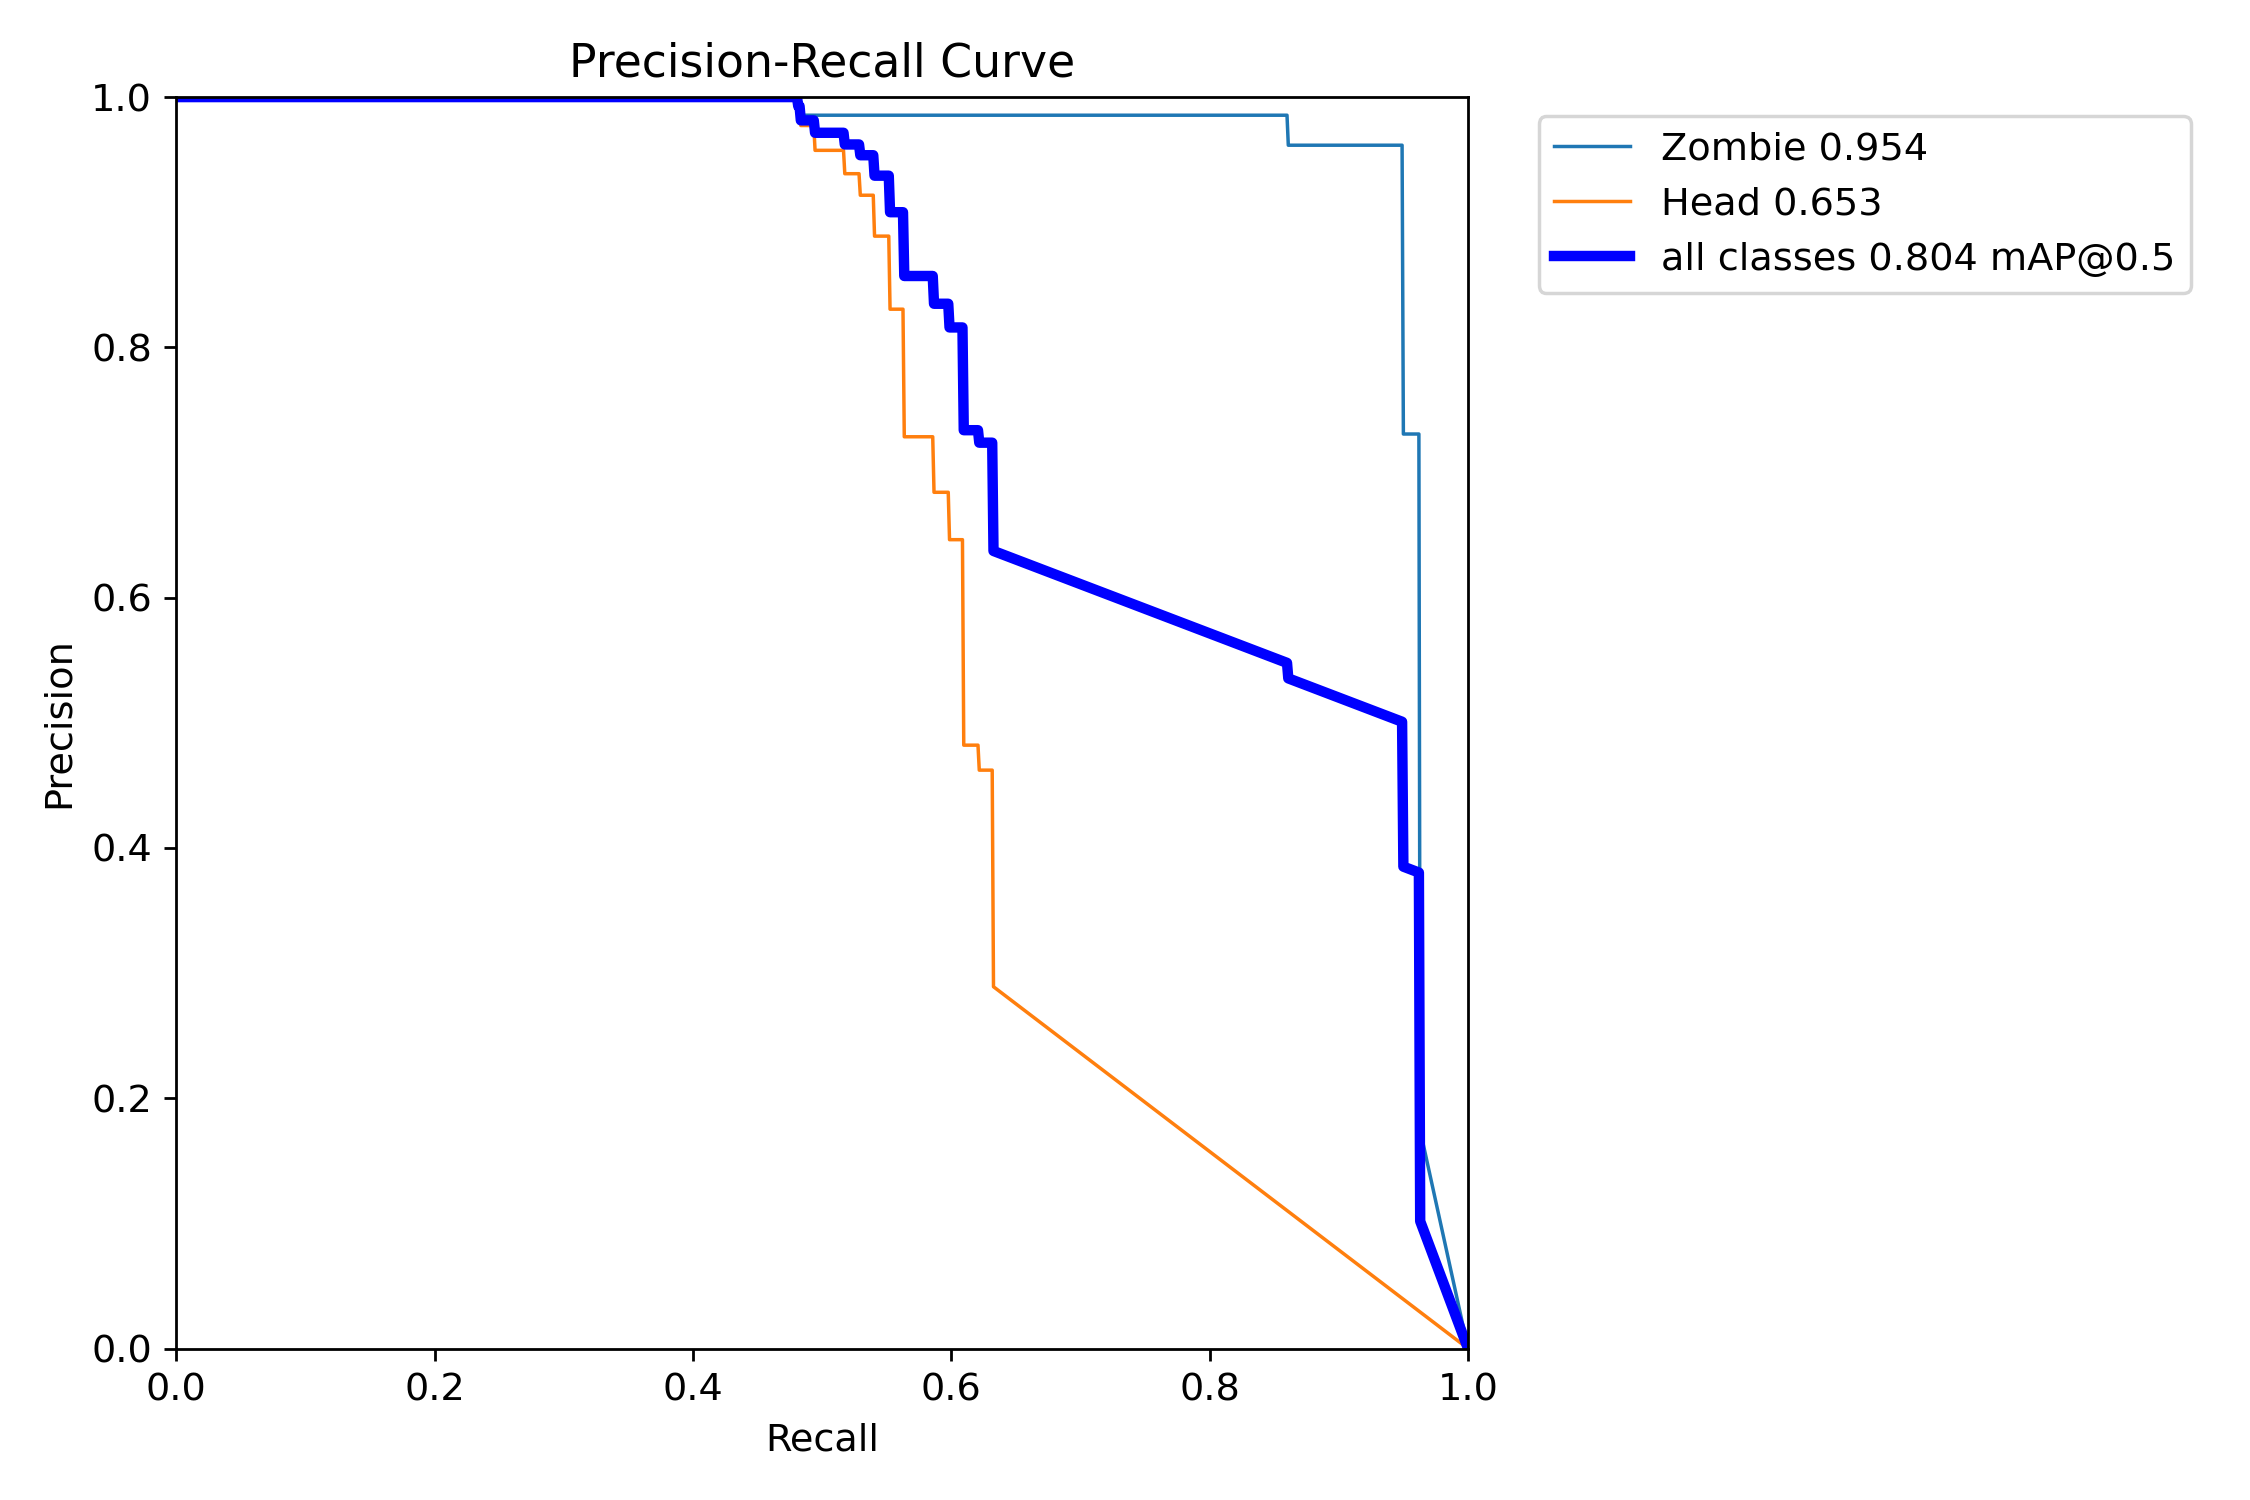 Precision-Recall Curve
1.0
0.8
0.6
0.4
0.2
0.0
Precision
0.0 0.2 0.4 0.6 0.8 1.0
Recall
Zombie 0.954
Head 0.653
all classes 0.804 mAP@0.5